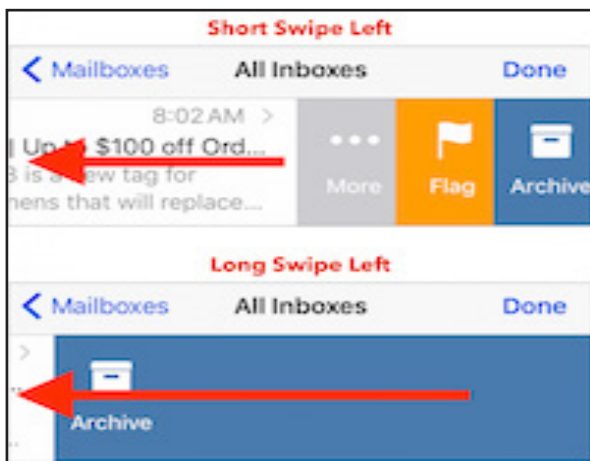 Short Swipe Left
Mailboxes All Inboxes Done
8:02 AM
Up to $100 off Ord...
is a new tag for
mens that will replace....
More Flag Archive
Long Swipe Left
Mailboxes All Inboxes Done
Archive